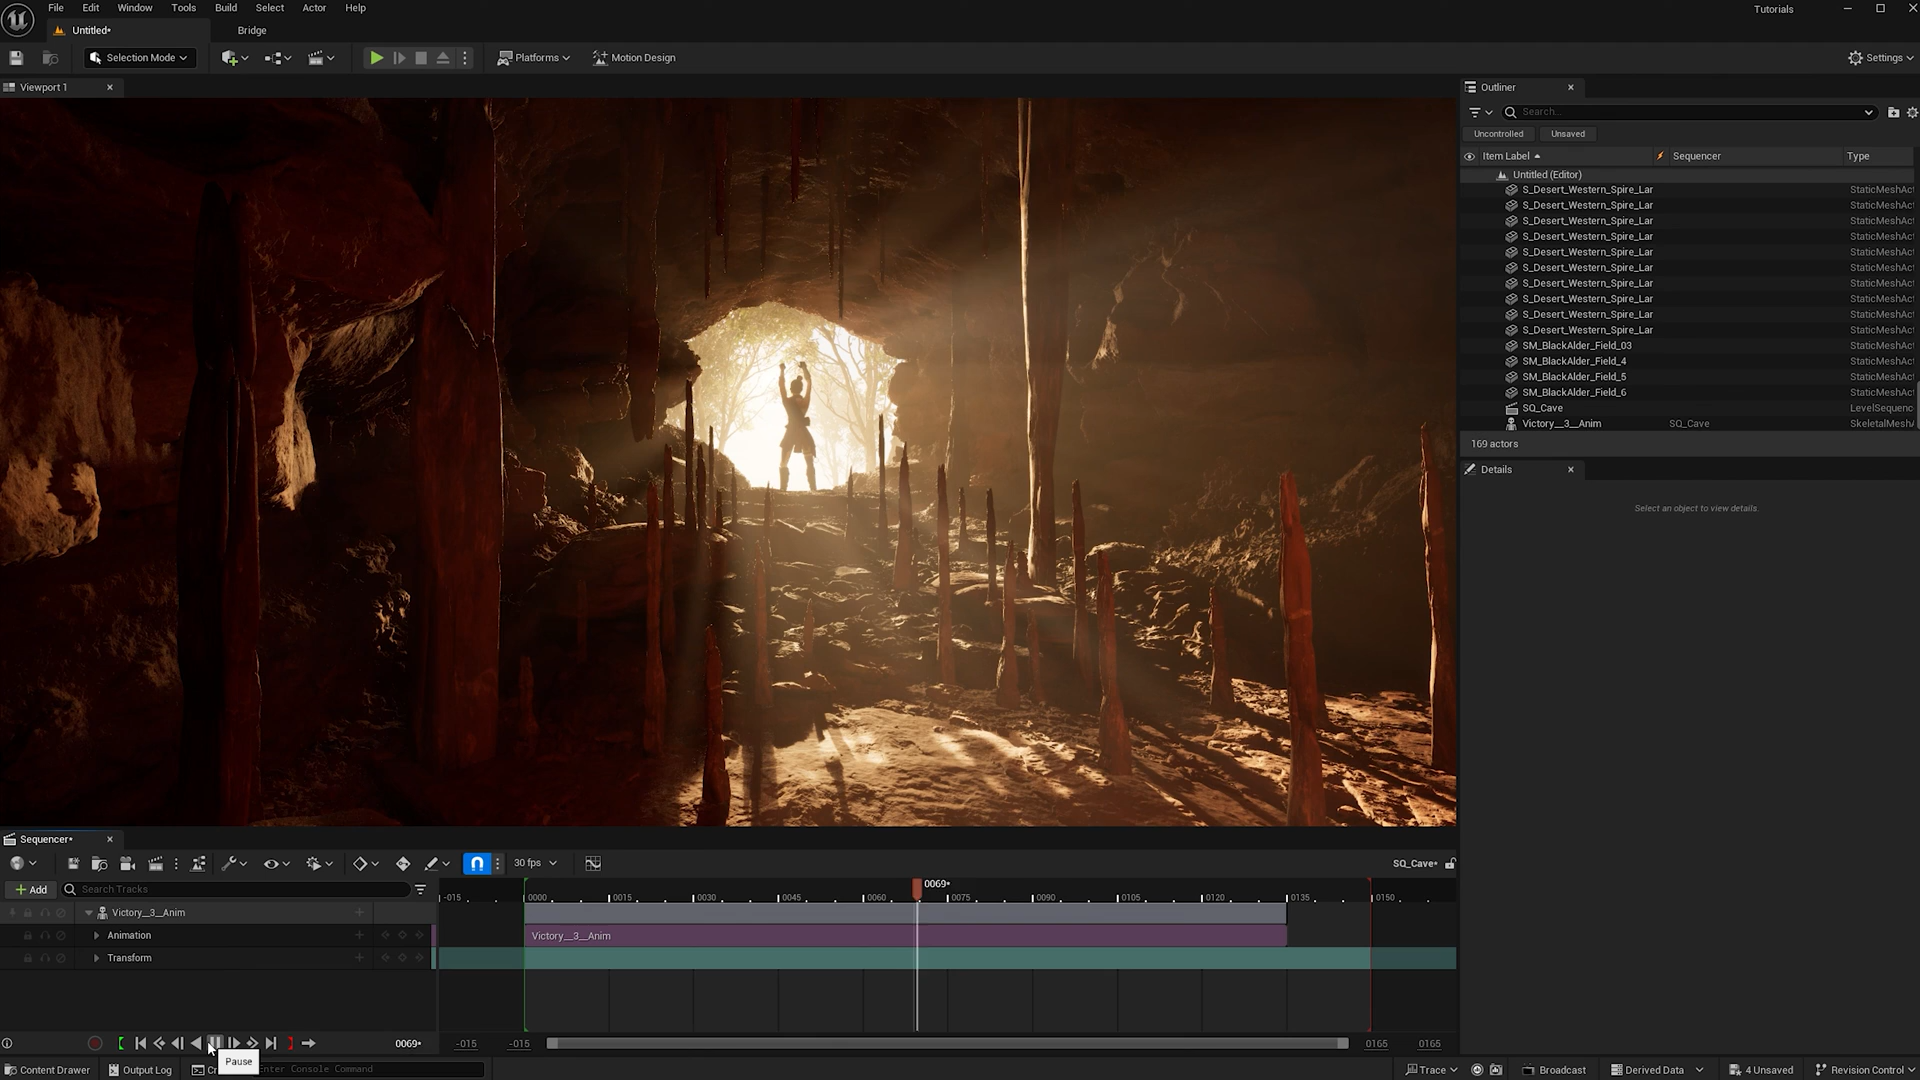 File Edit Window Tools Build Select Actor Help
Tutorials
Untitled•
Bridge
Selection Mode
Platforms
Motion Design
Settings
Viewport 1
Outliner
Search...
Uncontrolled
Unsaved
Item Label
Sequencer
Type
Untitled (Editor)
S_Desert_Western_Spire_Lar StaticMeshAct
S_Desert_Western_Spire_Lar StaticMeshAct
S_Desert_Western_Spire_Lar StaticMeshAct
S_Desert_Western_Spire_Lar StaticMeshAct
S_Desert_Western_Spire_Lar StaticMeshAct
S_Desert_Western_Spire_Lar StaticMeshAct
S_Desert_Western_Spire_Lar StaticMeshAct
S_Desert_Western_Spire_Lar StaticMeshAct
S_Desert_Western_Spire_Lar StaticMeshAct
S_Desert_Western_Spire_Lar StaticMeshAct
SM_BlackAlder_Field_03 StaticMeshAct
SM_BlackAlder_Field_4 StaticMeshAct
SM_BlackAlder_Field_5 StaticMeshAct
SM_BlackAlder_Field_6 StaticMeshAct
SQ_Cave LevelSequenc
Victory__3__Anim SQ_Cave SkeletalMeshA
169 actors
Details
Select an object to view details.
Sequencer•
30 fps
SQ_Cave•
Add
Search Tracks
0069*
-015 0000 0015 0030 0045 0060 0075 0090 0105 0120 0135 0150
Victory__3__Anim
Animation
Victory__3__Anim
Transform
0069*
-015
-015
0165
0165
Pause
Content Drawer
Output Log
Enter Console Command
Trace
Broadcast
Derived Data
4 Unsaved
Revision Control